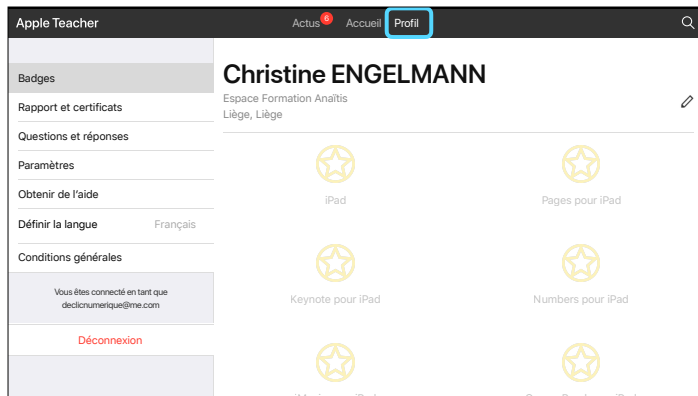 Apple Teacher
Actus 6 Accueil Profil
Badges
Rapport et certificats
Questions et réponses
Paramètres
Obtenir de l'aide
Définir la langue Français
Conditions générales
Vous êtes connecté en tant que
declicnumerique@me.com
Déconnexion
Christine ENGELMANN
Espace Formation Anaïtis
Liège, Liège
iPad Pages pour iPad
Keynote pour iPad Numbers pour iPad